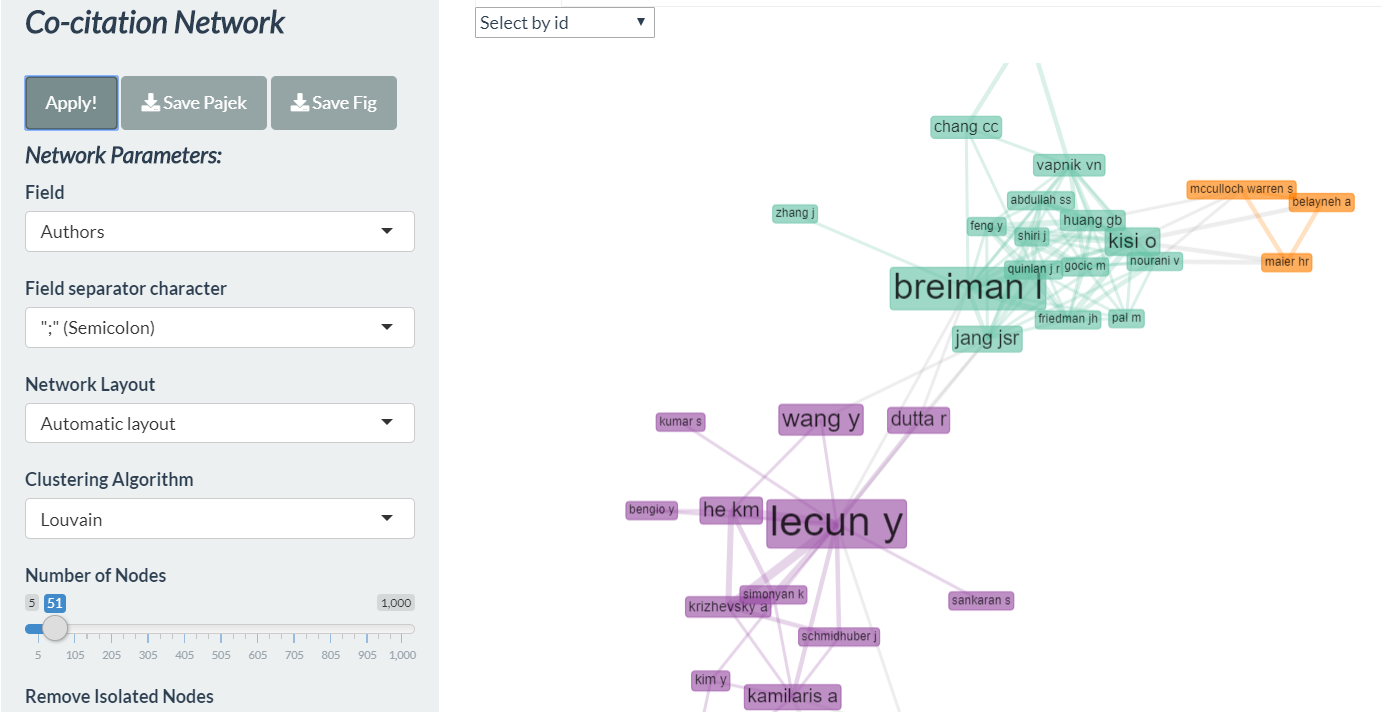 Co-citation Network
Apply!
Save Pajek
Save Fig
Network Parameters:
Field
Authors
Field separator character
";" (Semicolon)
Network Layout
Automatic layout
Clustering Algorithm
Louvain
Number of Nodes
5
51
1,000
5 105 205 305 405 505 605 705 805 905 1,000
Remove Isolated Nodes
Select by id
chang cc
vapnik vn
mcculloch warren s
belayneh a
abdullah ss
zhang j
huang gb
feng y
shiri j
kisi o
quinlan j r
gocic m
nourani v
maier hr
breiman l
friedman jh
pal m
jang jsr
kumar s
wang y
dutta r
bengio y
he km
lecun y
simonyan k
krizhevsky a
sankaran s
schmidhuber j
kim y
kamilaris a